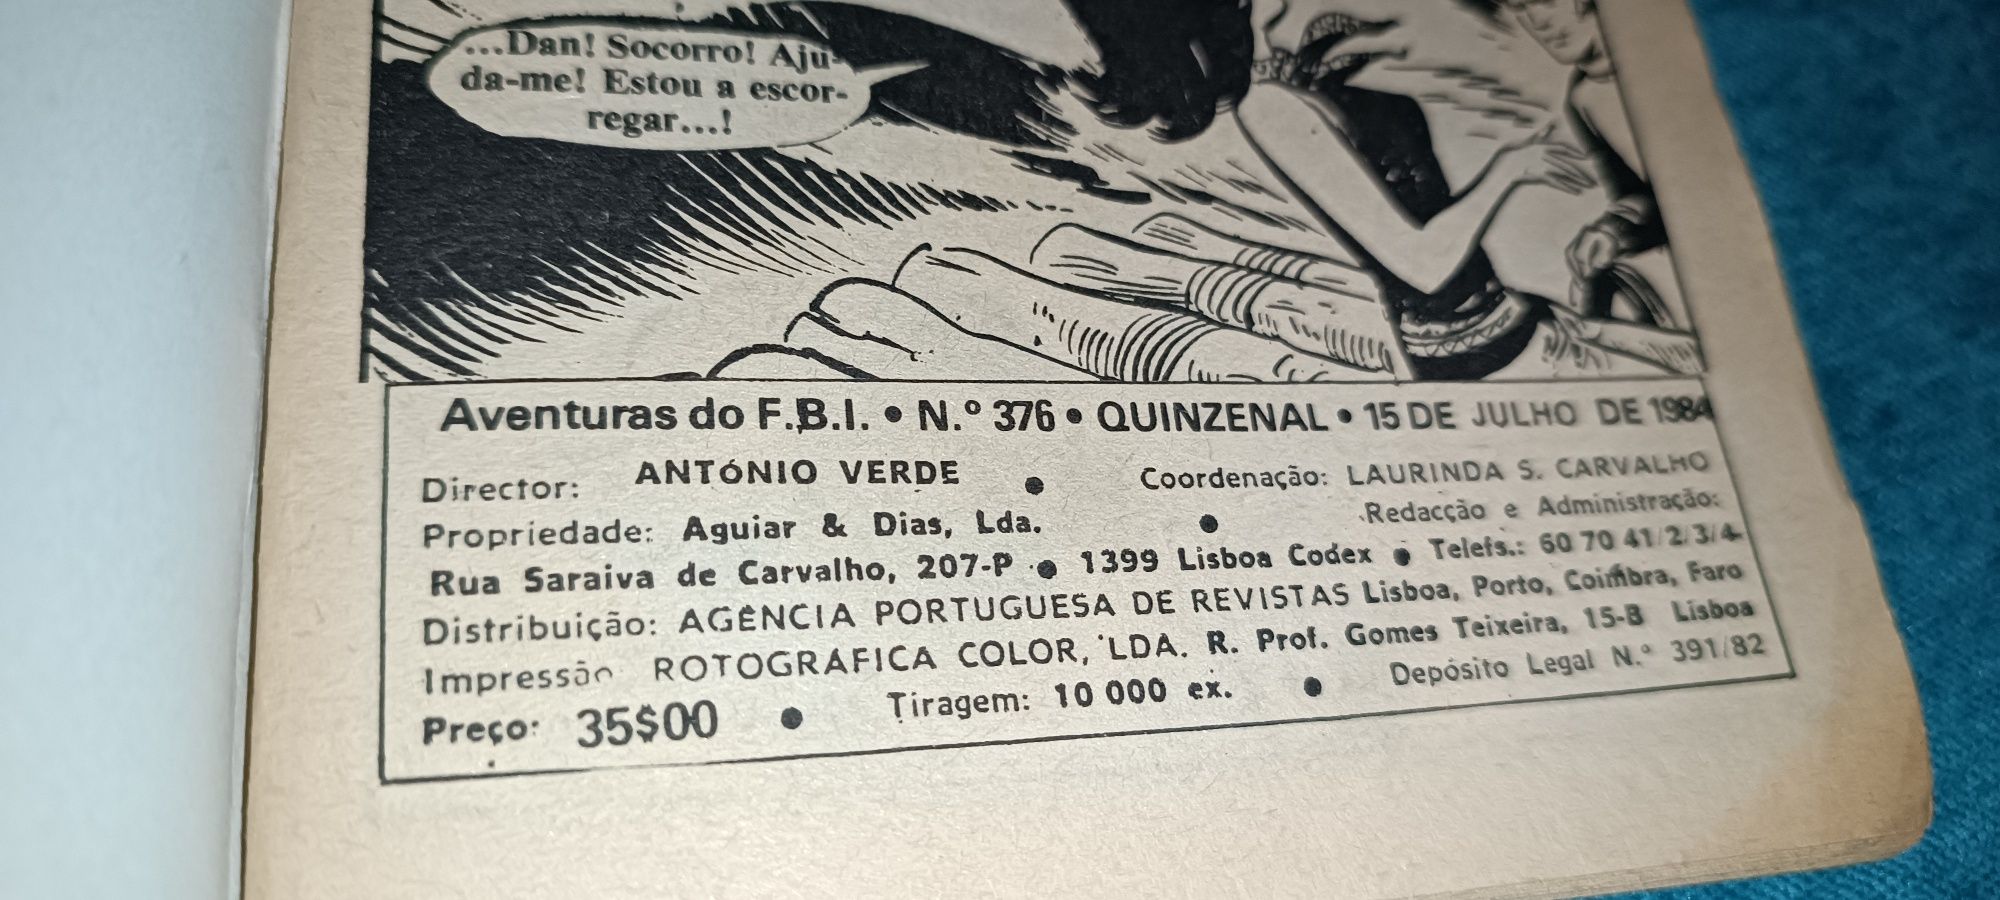 ...Dan! Socorro! Aju-
da-me! Estou a escor-
regar...!
Aventuras do F.B.I. • N.º 376 • QUINZENAL • 15 DE JULHO DE 1984
Director: ANTÓNIO VERDE • Coordenação: LAURINDA S. CARVALHO
Propriedade: Aguiar & Dias, Lda. • Redacção e Administração:
Rua Saraiva de Carvalho, 207-P • 1399 Lisboa Codex • Telefs.: 60 70 41/2/3/4
Distribuição: AGÊNCIA PORTUGUESA DE REVISTAS Lisboa, Porto, Coimbra, Faro
Impressão ROTOGRÁFICA COLOR, LDA. R. Prof. Gomes Teixeira, 15-B Lisboa
Preço: 35$00 • Tiragem: 10 000 ex. • Depósito Legal N.º 391/82